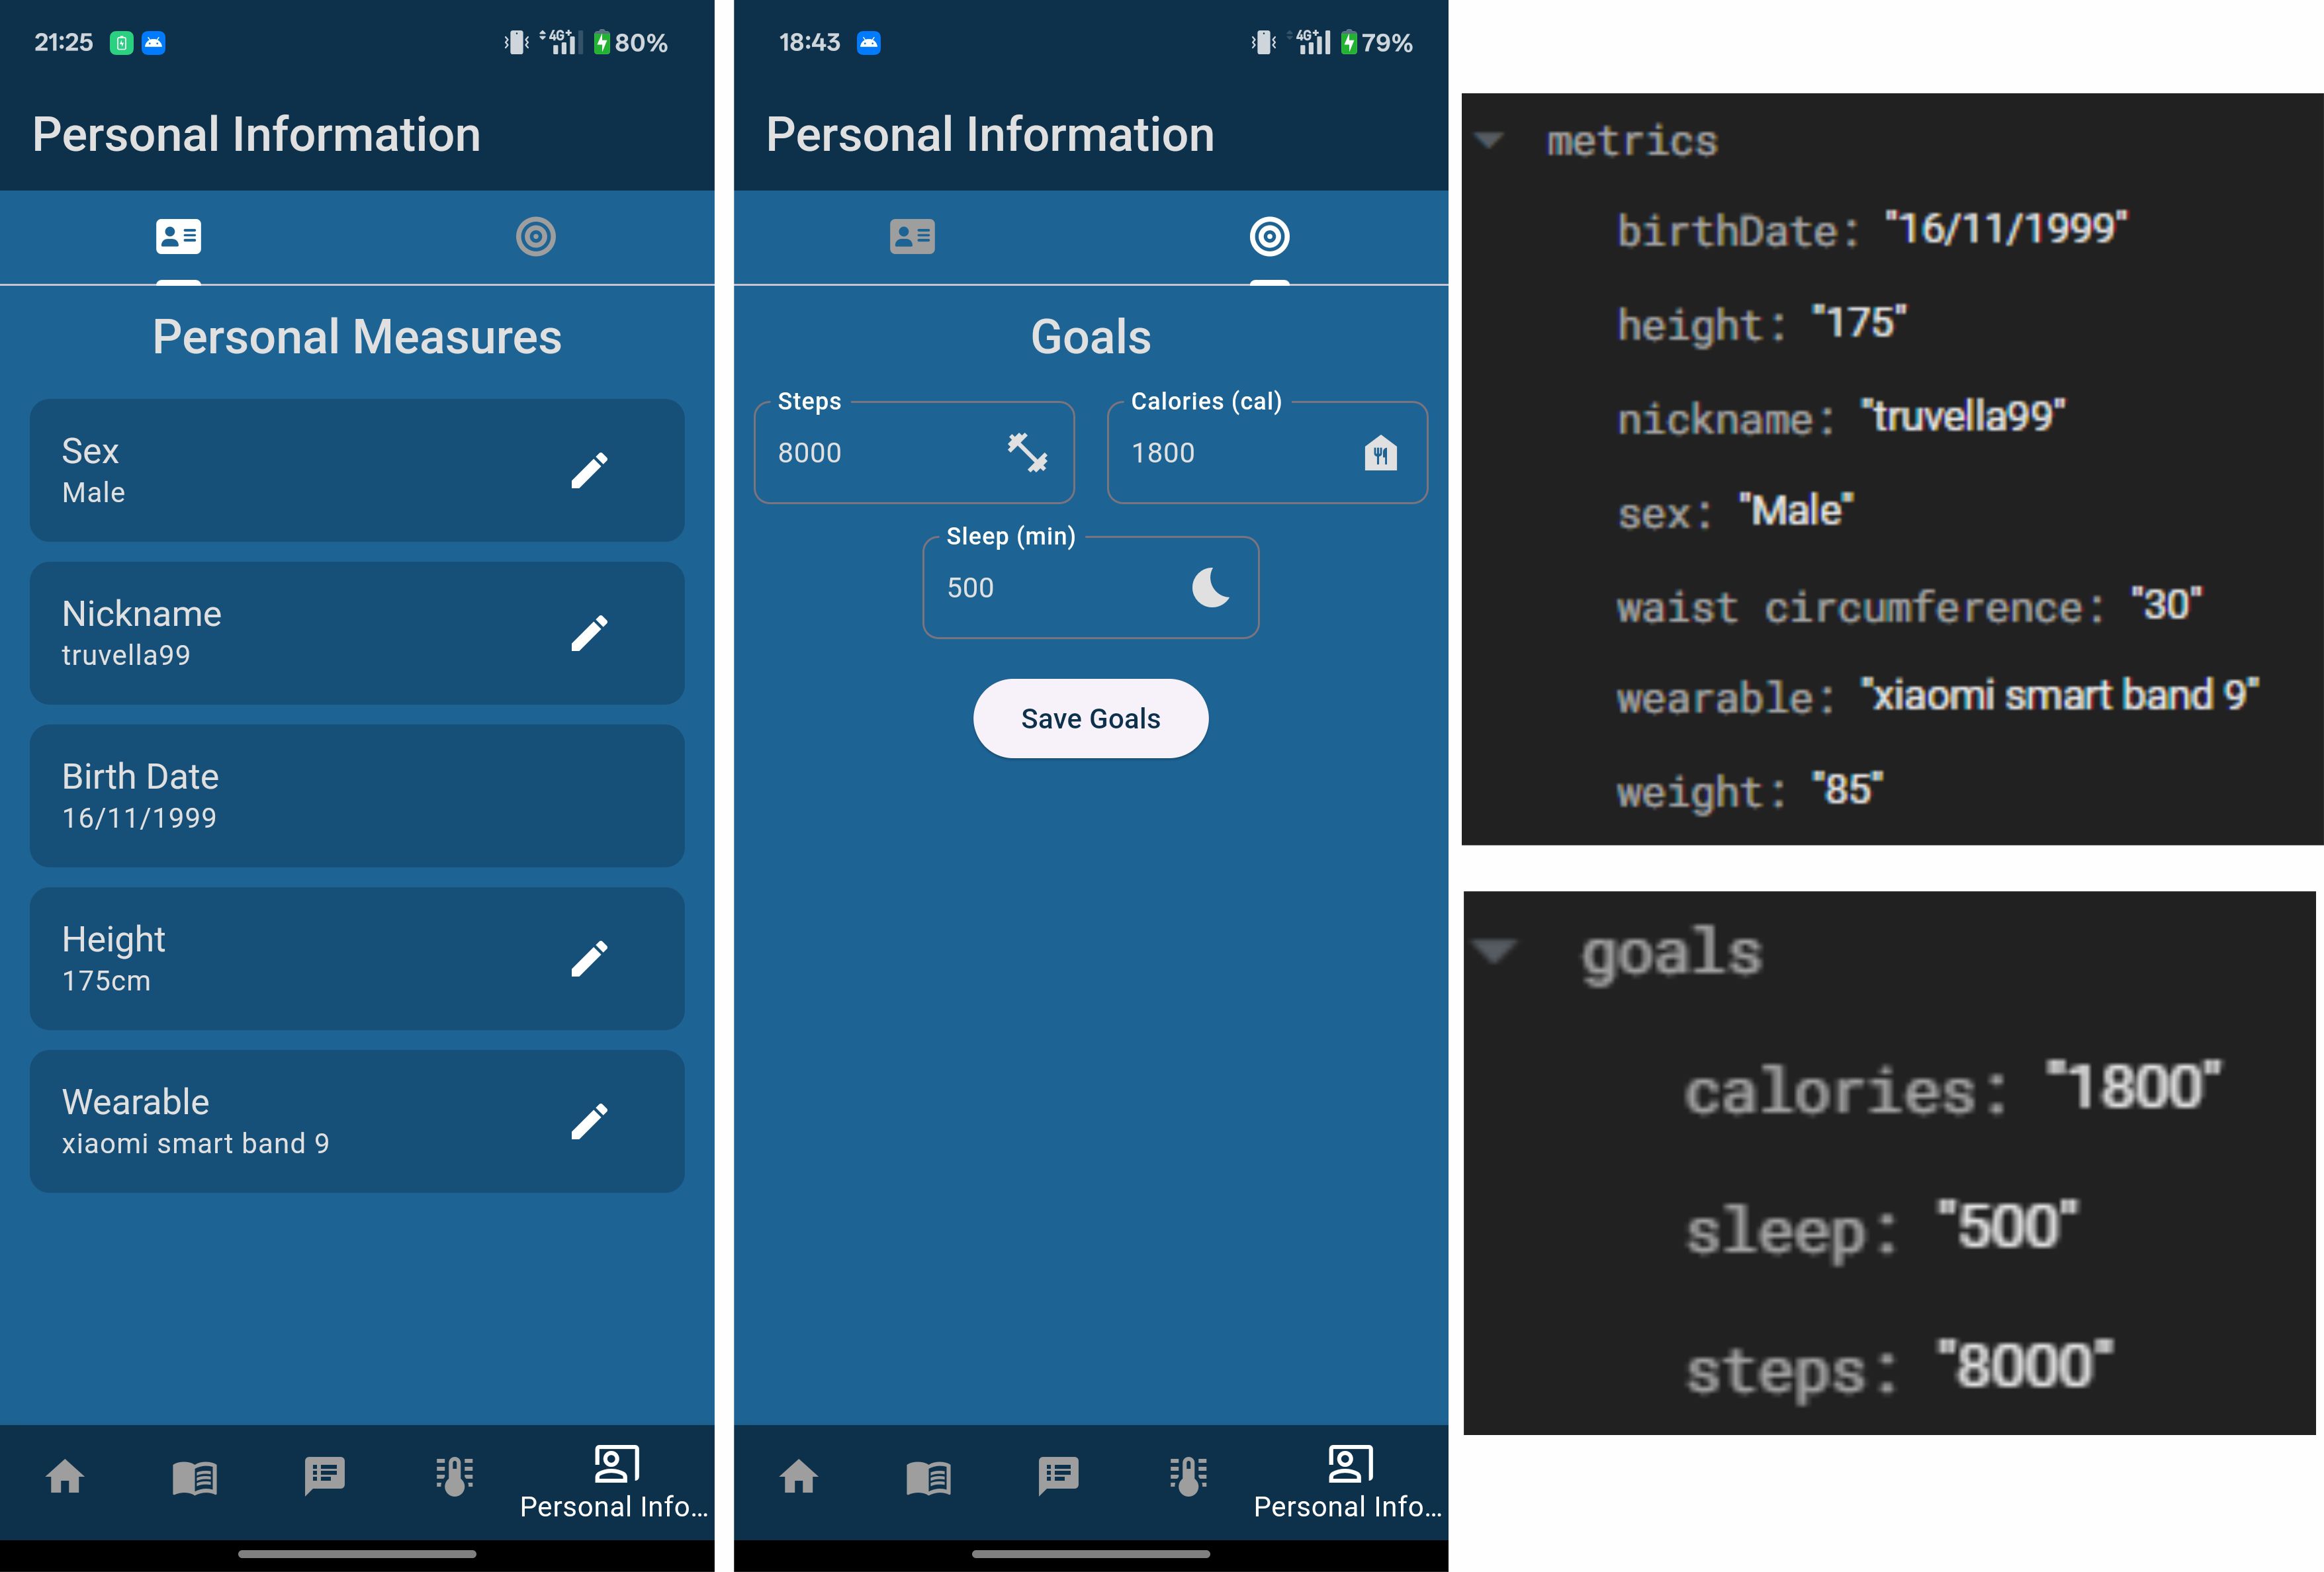 21:25 4G+ 80%
Personal Information
Personal Measures
Sex
Male
Nickname
truvella99
Birth Date
16/11/1999
Height
175cm
Wearable
xiaomi smart band 9
Personal Info...
18:43 4G+ 79%
Personal Information
Goals
Steps
8000
Calories (cal)
1800
Sleep (min)
500
Save Goals
Personal Info...
metrics
birthDate: "16/11/1999"
height: "175"
nickname: "truvella99"
sex: "Male"
waist circumference: "30"
wearable: "xiaomi smart band 9"
weight: "85"
goals
calories: "1800"
sleep: "500"
steps: "8000"